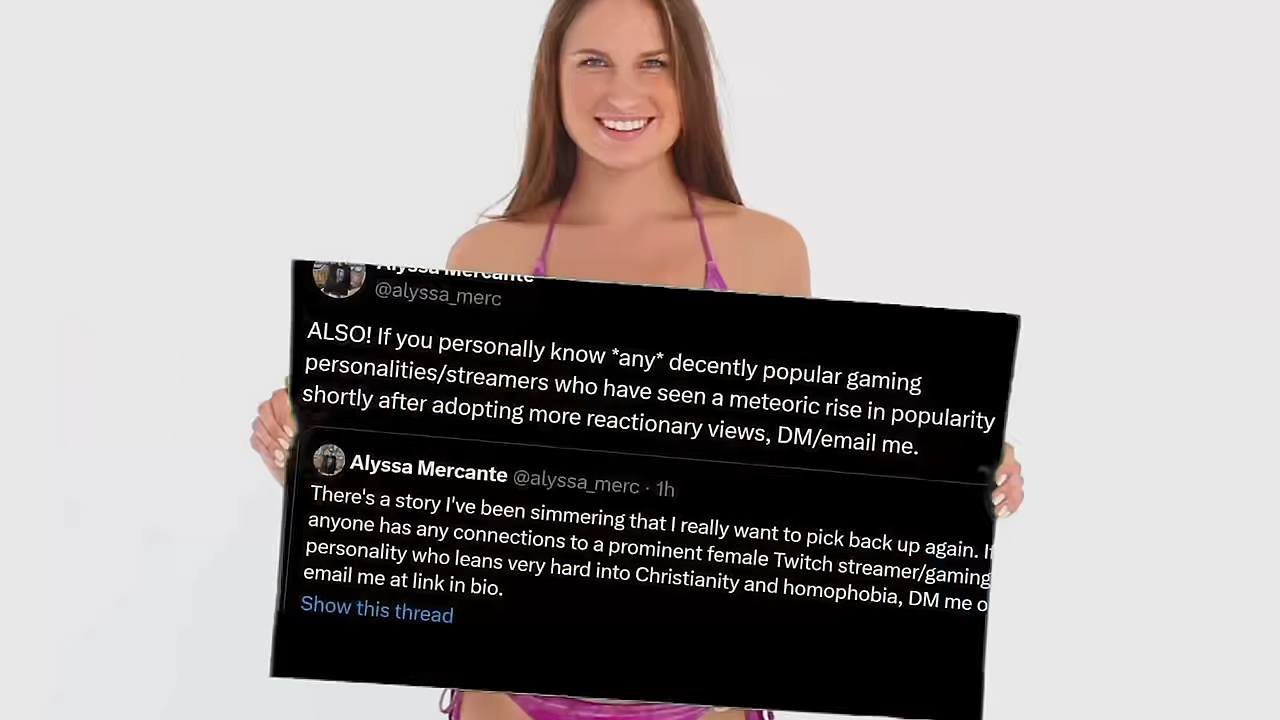 Alyssa Mercante
@alyssa_merc
ALSO! If you personally know *any* decently popular gaming
personalities/streamers who have seen a meteoric rise in popularity
shortly after adopting more reactionary views, DM/email me.
Alyssa Mercante @alyssa_merc · 1h
There's a story I've been simmering that I really want to pick back up again. If
anyone has any connections to a prominent female Twitch streamer/gaming
personality who leans very hard into Christianity and homophobia, DM me o
email me at link in bio.
Show this thread